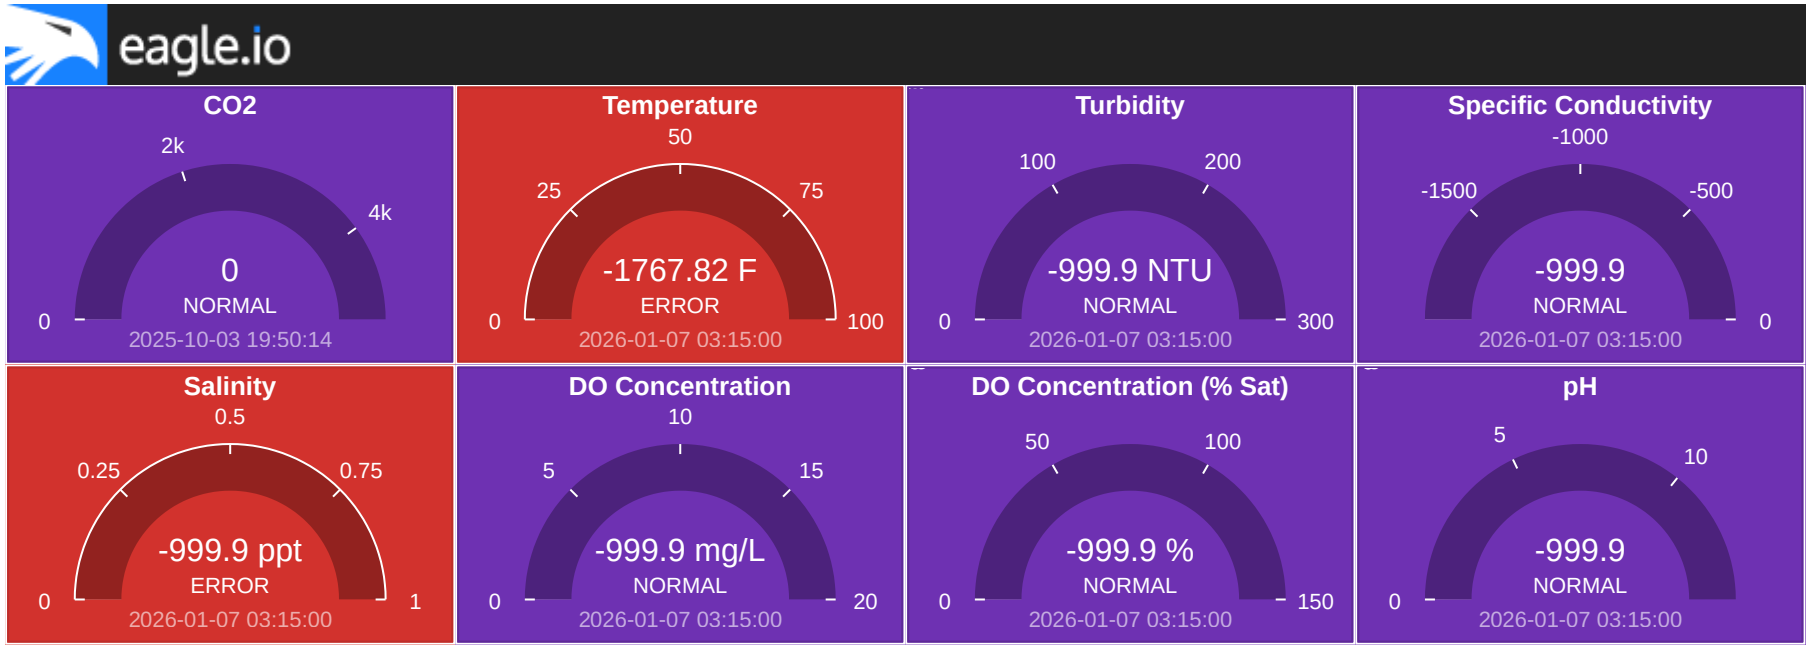 eagle.io
CO2
2k
4k
0
0
NORMAL
2025-10-03 19:50:14
Temperature
50
25
75
-1767.82 F
ERROR
0
100
2026-01-07 03:15:00
Turbidity
100
200
-999.9 NTU
NORMAL
0
300
2026-01-07 03:15:00
Specific Conductivity
-1000
-1500
-500
-999.9
NORMAL
0
2026-01-07 03:15:00
Salinity
0.5
0.25
0.75
-999.9 ppt
ERROR
0
1
2026-01-07 03:15:00
DO Concentration
10
5
15
-999.9 mg/L
NORMAL
0
20
2026-01-07 03:15:00
DO Concentration (% Sat)
50
100
-999.9 %
NORMAL
0
150
2026-01-07 03:15:00
pH
5
10
-999.9
NORMAL
0
2026-01-07 03:15:00